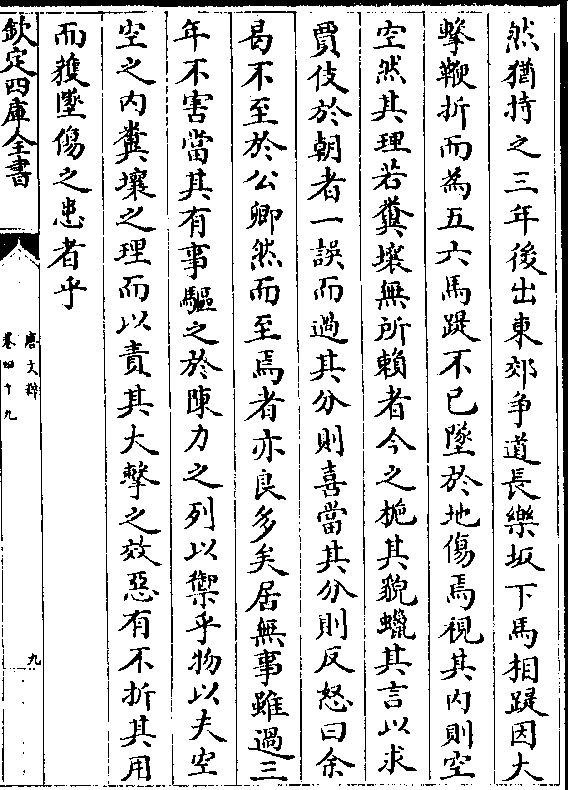 然猶持之三年後出東郊争道長樂坂下馬相踶因大
擊鞭折而為五六馬踶不已墜於地傷焉視其内則空
空然其理若糞壤無所賴者今之梔其貌蠟其言以求
賈伎於朝者一誤而過其分則喜當其分則反怒曰余
曷不至於公卿然而至焉者亦良多矣居無事雖過三
年不害當其有事驅之於陳力之列以禦乎物以夫空
空之内糞壤之理而以責其大擊之效惡有不折其用
而獲墜傷之患者乎
欽定四庫全書
唐文粹
卷四十九
九